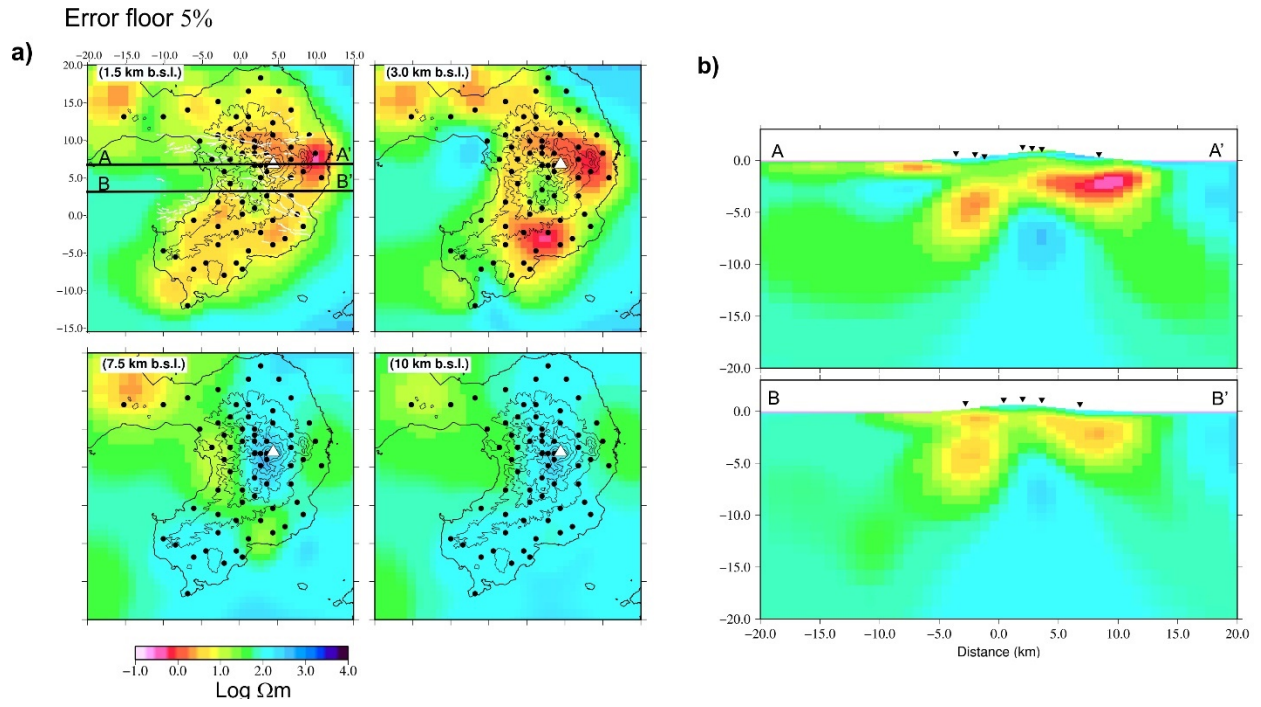 Error floor 5%
a)
-20.0 -15.0 -10.0 -5.0 0.0 5.0 10.0 15.0
20.0
15.0
10.0
5.0
0.0
-5.0
-10.0
-15.0
(1.5 km b.s.l.)
A A'
B B'
(3.0 km b.s.l.)
(7.5 km b.s.l.)
(10 km b.s.l.)
-1.0 0.0 1.0 2.0 3.0 4.0
Log Ωm
b)
A A'
0.0
-5.0
-10.0
-15.0
-20.0
B B'
0.0
-5.0
-10.0
-15.0
-20.0
-20.0 -15.0 -10.0 -5.0 0.0 5.0 10.0 15.0 20.0
Distance (km)